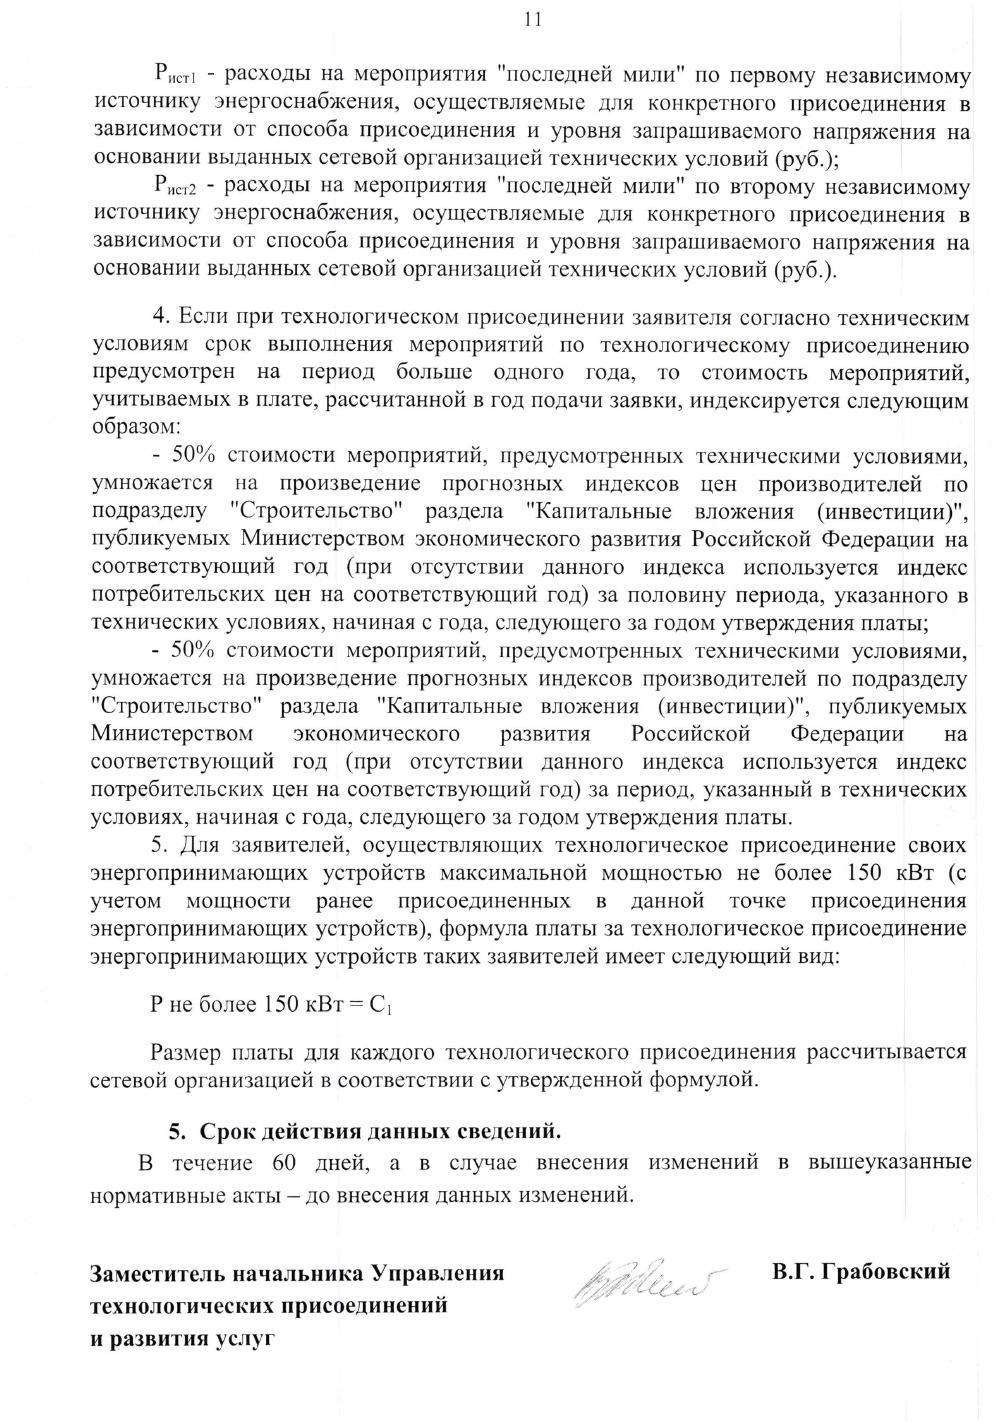 11
Рист1 - расходы на мероприятия "последней мили" по первому независимому
источнику энергоснабжения, осуществляемые для конкретного присоединения в
зависимости от способа присоединения и уровня запрашиваемого напряжения на
основании выданных сетевой организацией технических условий (руб.);
Рист2 - расходы на мероприятия "последней мили" по второму независимому
источнику энергоснабжения, осуществляемые для конкретного присоединения в
зависимости от способа присоединения и уровня запрашиваемого напряжения на
основании выданных сетевой организацией технических условий (руб.).
4. Если при технологическом присоединении заявителя согласно техническим
условиям срок выполнения мероприятий по технологическому присоединению
предусмотрен на период больше одного года, то стоимость мероприятий,
учитываемых в плате, рассчитанной в год подачи заявки, индексируется следующим
образом:
- 50% стоимости мероприятий, предусмотренных техническими условиями,
умножается на произведение прогнозных индексов цен производителей по
подразделу "Строительство" раздела "Капитальные вложения (инвестиции)",
публикуемых Министерством экономического развития Российской Федерации на
соответствующий год (при отсутствии данного индекса используется индекс
потребительских цен на соответствующий год) за половину периода, указанного в
технических условиях, начиная с года, следующего за годом утверждения платы;
- 50% стоимости мероприятий, предусмотренных техническими условиями,
умножается на произведение прогнозных индексов производителей по подразделу
"Строительство" раздела "Капитальные вложения (инвестиции)", публикуемых
Министерством экономического развития Российской Федерации на
соответствующий год (при отсутствии данного индекса используется индекс
потребительских цен на соответствующий год) за период, указанный в технических
условиях, начиная с года, следующего за годом утверждения платы.
5. Для заявителей, осуществляющих технологическое присоединение своих
энергопринимающих устройств максимальной мощностью не более 150 кВт (с
учетом мощности ранее присоединенных в данной точке присоединения
энергопринимающих устройств), формула платы за технологическое присоединение
энергопринимающих устройств таких заявителей имеет следующий вид:
Р не более 150 кВт = С1
Размер платы для каждого технологического присоединения рассчитывается
сетевой организацией в соответствии с утвержденной формулой.
5. Срок действия данных сведений.
В течение 60 дней, а в случае внесения изменений в вышеуказанные
нормативные акты – до внесения данных изменений.
Заместитель начальника Управления
технологических присоединений
и развития услуг
В.Г. Грабовский